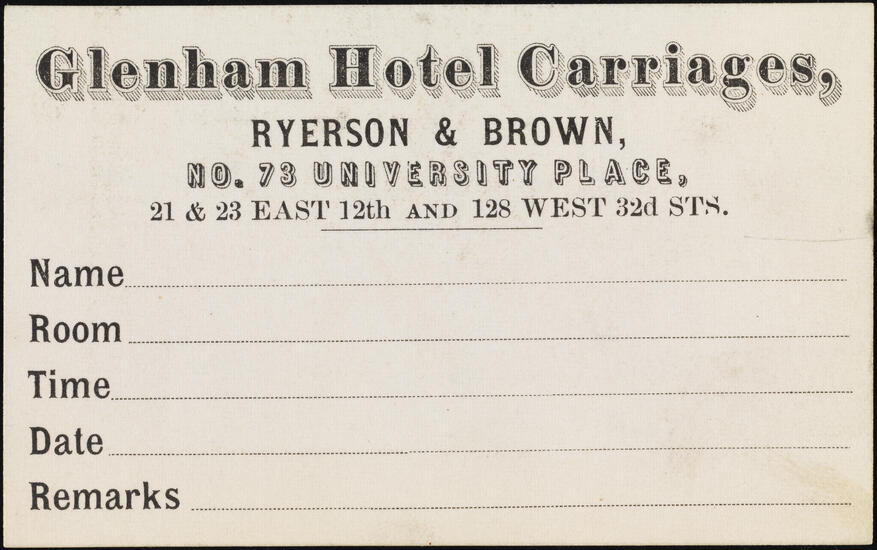 Glenham Hotel Carriages,
RYERSON & BROWN,
NO. 73 UNIVERSITY PLACE,
21 & 23 EAST 12th AND 128 WEST 32d STS.
Name
Room
Time
Date
Remarks